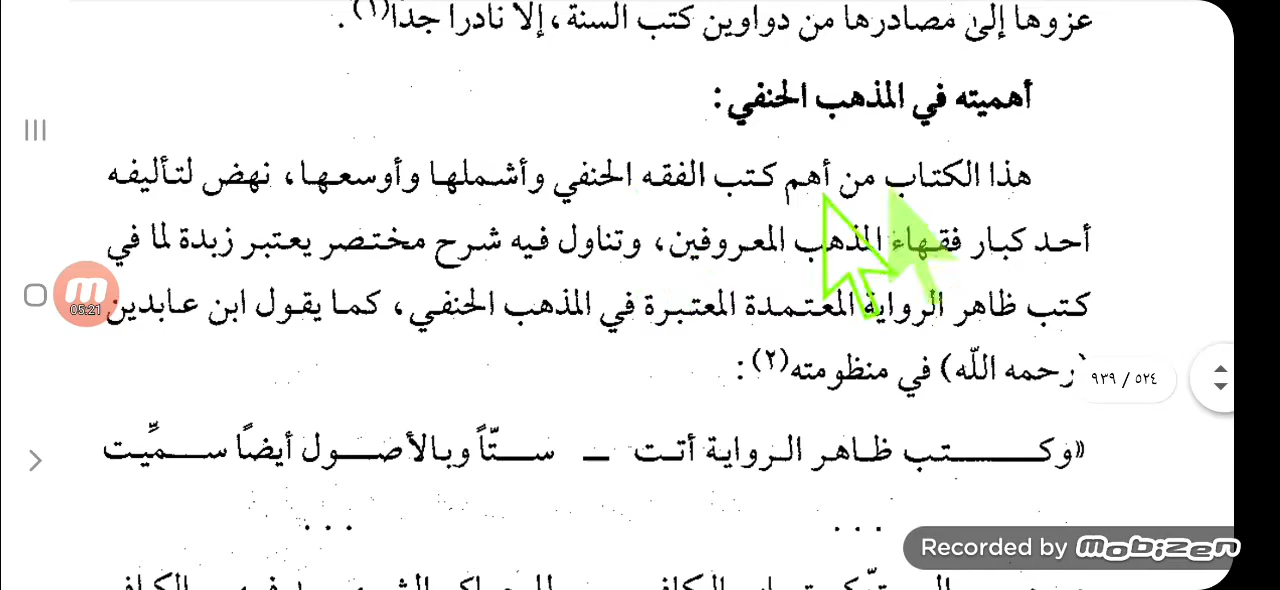 عزوها إلى مصادرها من دواوين كتب السنة، إلا نادرا جدا(١).
أهميته في المذهب الحنفي:
هذا الكتاب من أهم كتب الفقه الحنفي وأشملها وأوسعها، نهض لتأليفه
أحد كبار فقهاء المذهب المعروفين، وتناول فيه شرح مختصر يعتبر زبدة لما في
كتب ظاهر الرواية المعتمدة المعتبرة في المذهب الحنفي، كما يقول ابن عابدين
رحمه الله) في منظومته(٢):
«وكتب ظاهر الرواية أتت – ستّاً وبالأصول أيضًا سمِّيت
... ...
05:21
٥٢٤ / ٩٣٩
Recorded by mobizen